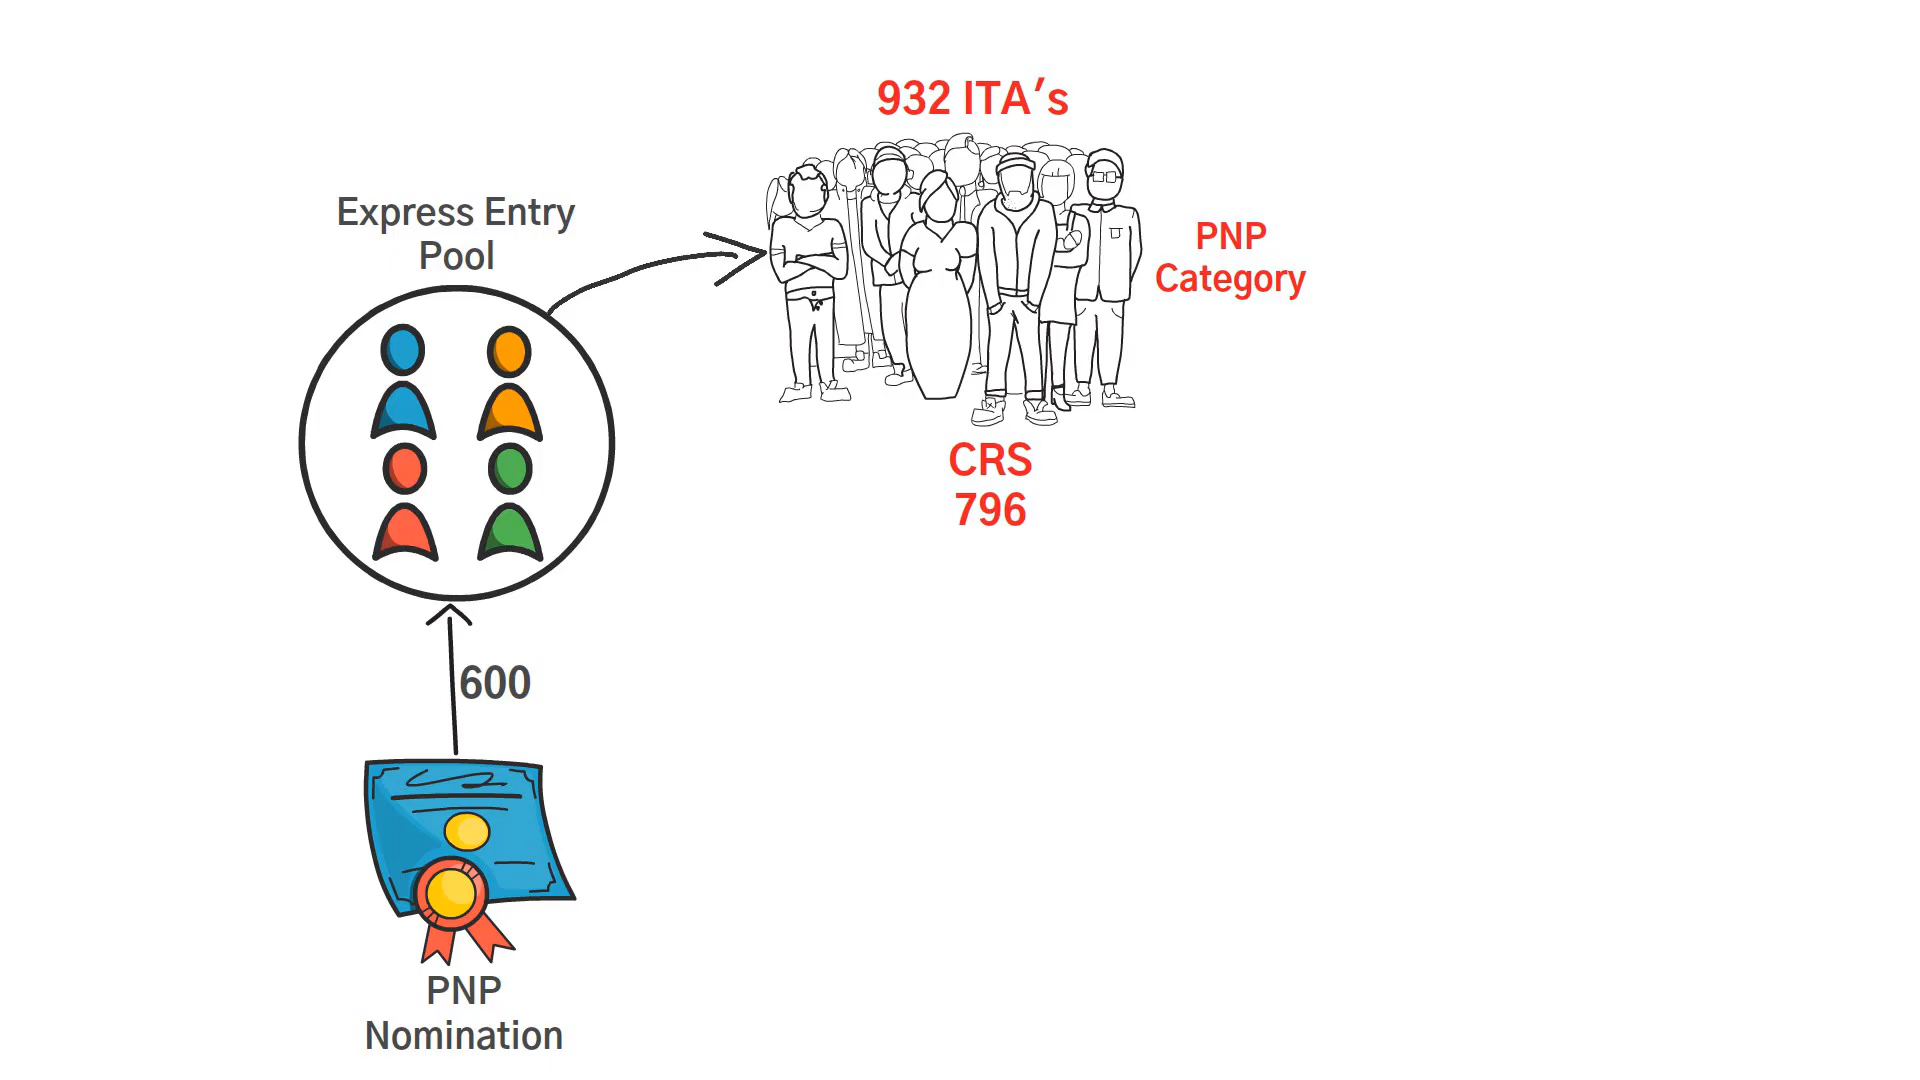 932 ITA's
Express Entry
Pool
PNP
Category
CRS
796
600
PNP
Nomination